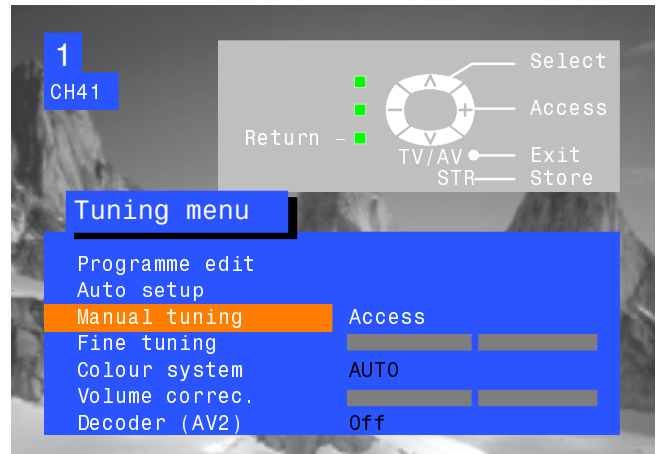 1
CH41
Select
Access
Return –
TV/AV Exit
STR Store
Tuning menu
Programme edit
Auto setup
Manual tuning Access
Fine tuning
Colour system AUTO
Volume correc.
Decoder (AV2) Off